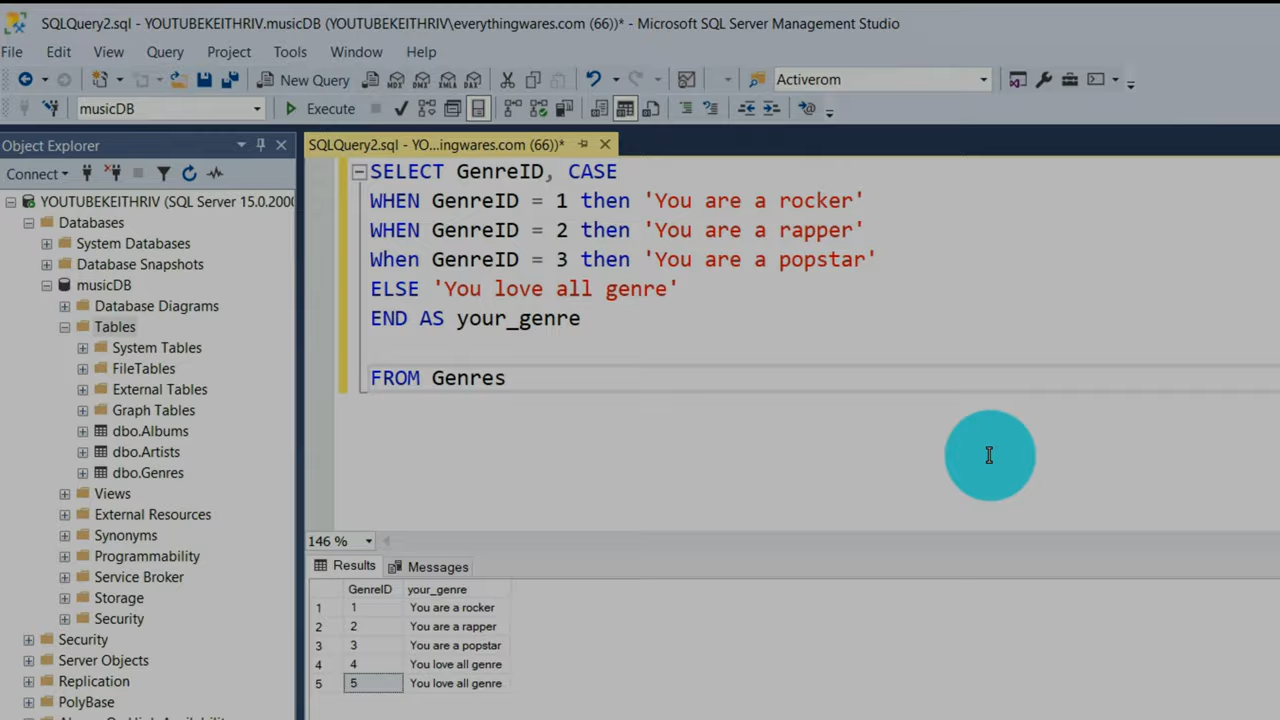 SQLQuery2.sql - YOUTUBEKEITHRIV.musicDB (YOUTUBEKEITHRIV\everythingwares.com (66))* - Microsoft SQL Server Management Studio
File Edit View Query Project Tools Window Help
New Query MDX DMX XMLA DAX Activerom
musicDB Execute
Object Explorer
Connect
YOUTUBEKEITHRIV (SQL Server 15.0.2000
Databases
System Databases
Database Snapshots
musicDB
Database Diagrams
Tables
System Tables
FileTables
External Tables
Graph Tables
dbo.Albums
dbo.Artists
dbo.Genres
Views
External Resources
Synonyms
Programmability
Service Broker
Storage
Security
Security
Server Objects
Replication
PolyBase
SQLQuery2.sql - YO...ingwares.com (66))*
SELECT GenreID, CASE
WHEN GenreID = 1 then 'You are a rocker'
WHEN GenreID = 2 then 'You are a rapper'
When GenreID = 3 then 'You are a popstar'
ELSE 'You love all genre'
END AS your_genre
FROM Genres
146 %
Results Messages
GenreID your_genre
1 1 You are a rocker
2 2 You are a rapper
3 3 You are a popstar
4 4 You love all genre
5 5 You love all genre